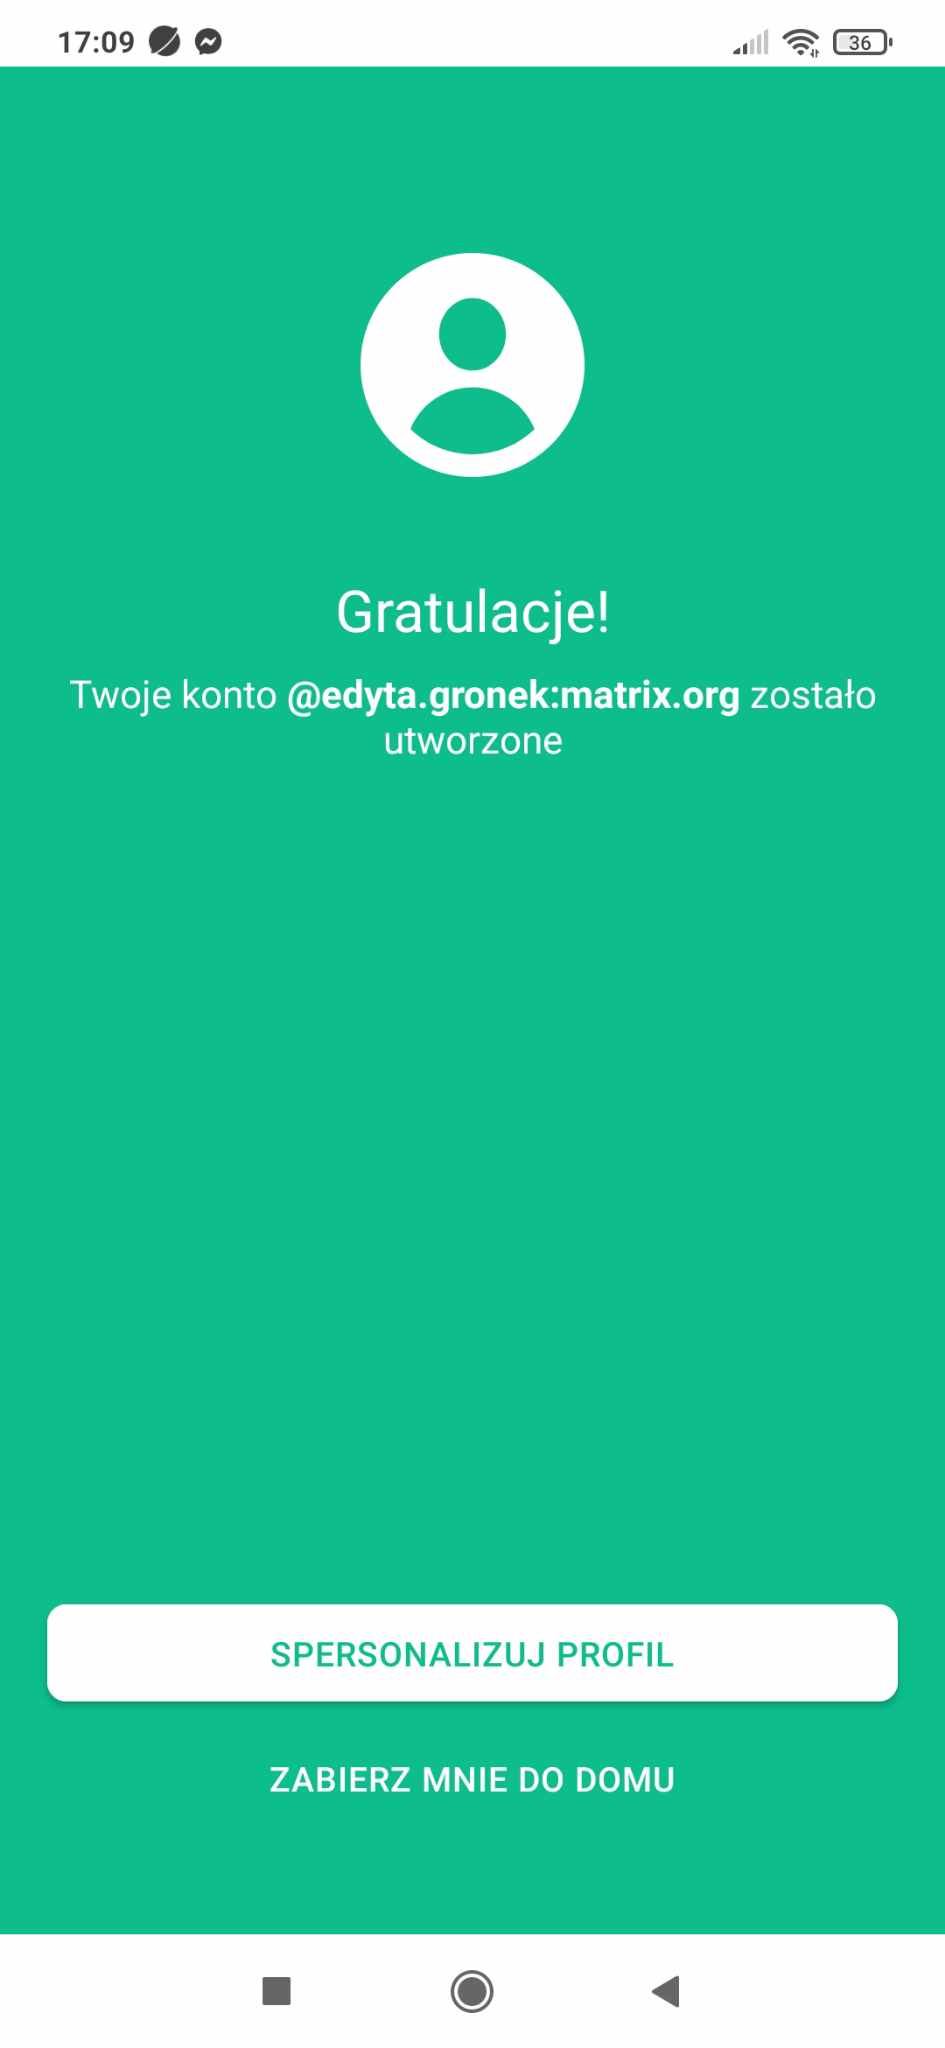 17:09
36
Gratulacje!
Twoje konto @edyta.gronek:matrix.org zostało
utworzone
SPERSONALIZUJ PROFIL
ZABIERZ MNIE DO DOMU